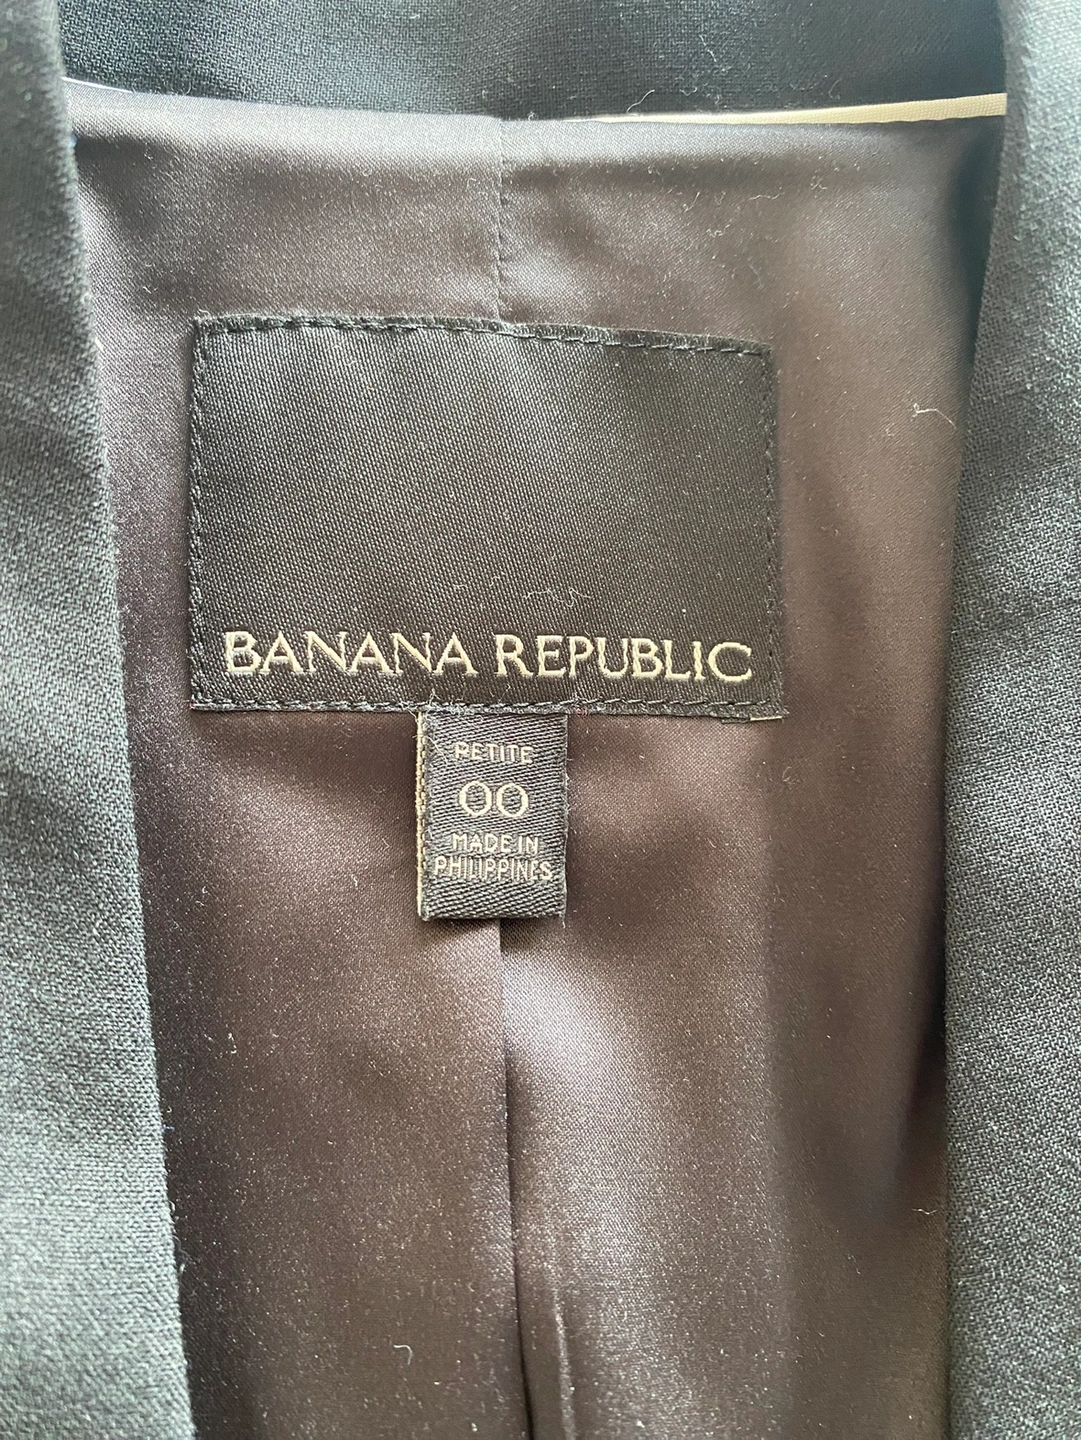 BANANA REPUBLIC
PETITE
00
MADE IN
PHILIPPINES